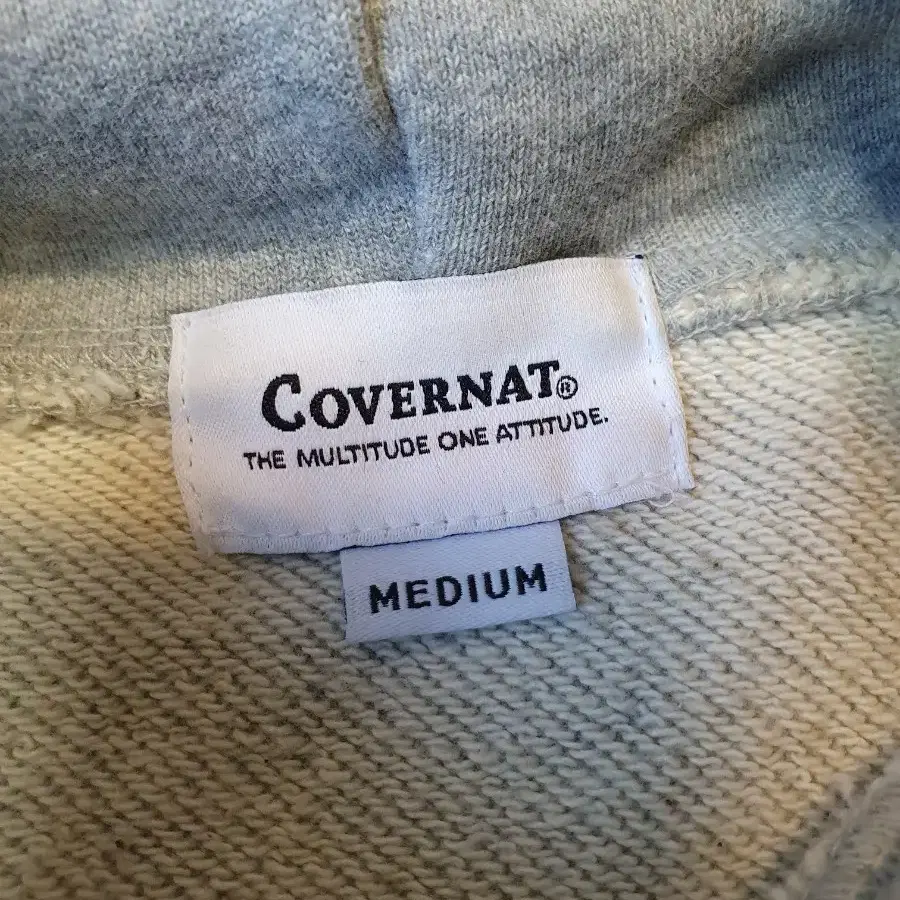 COVERNAT®
THE MULTITUDE ONE ATTITUDE.
MEDIUM